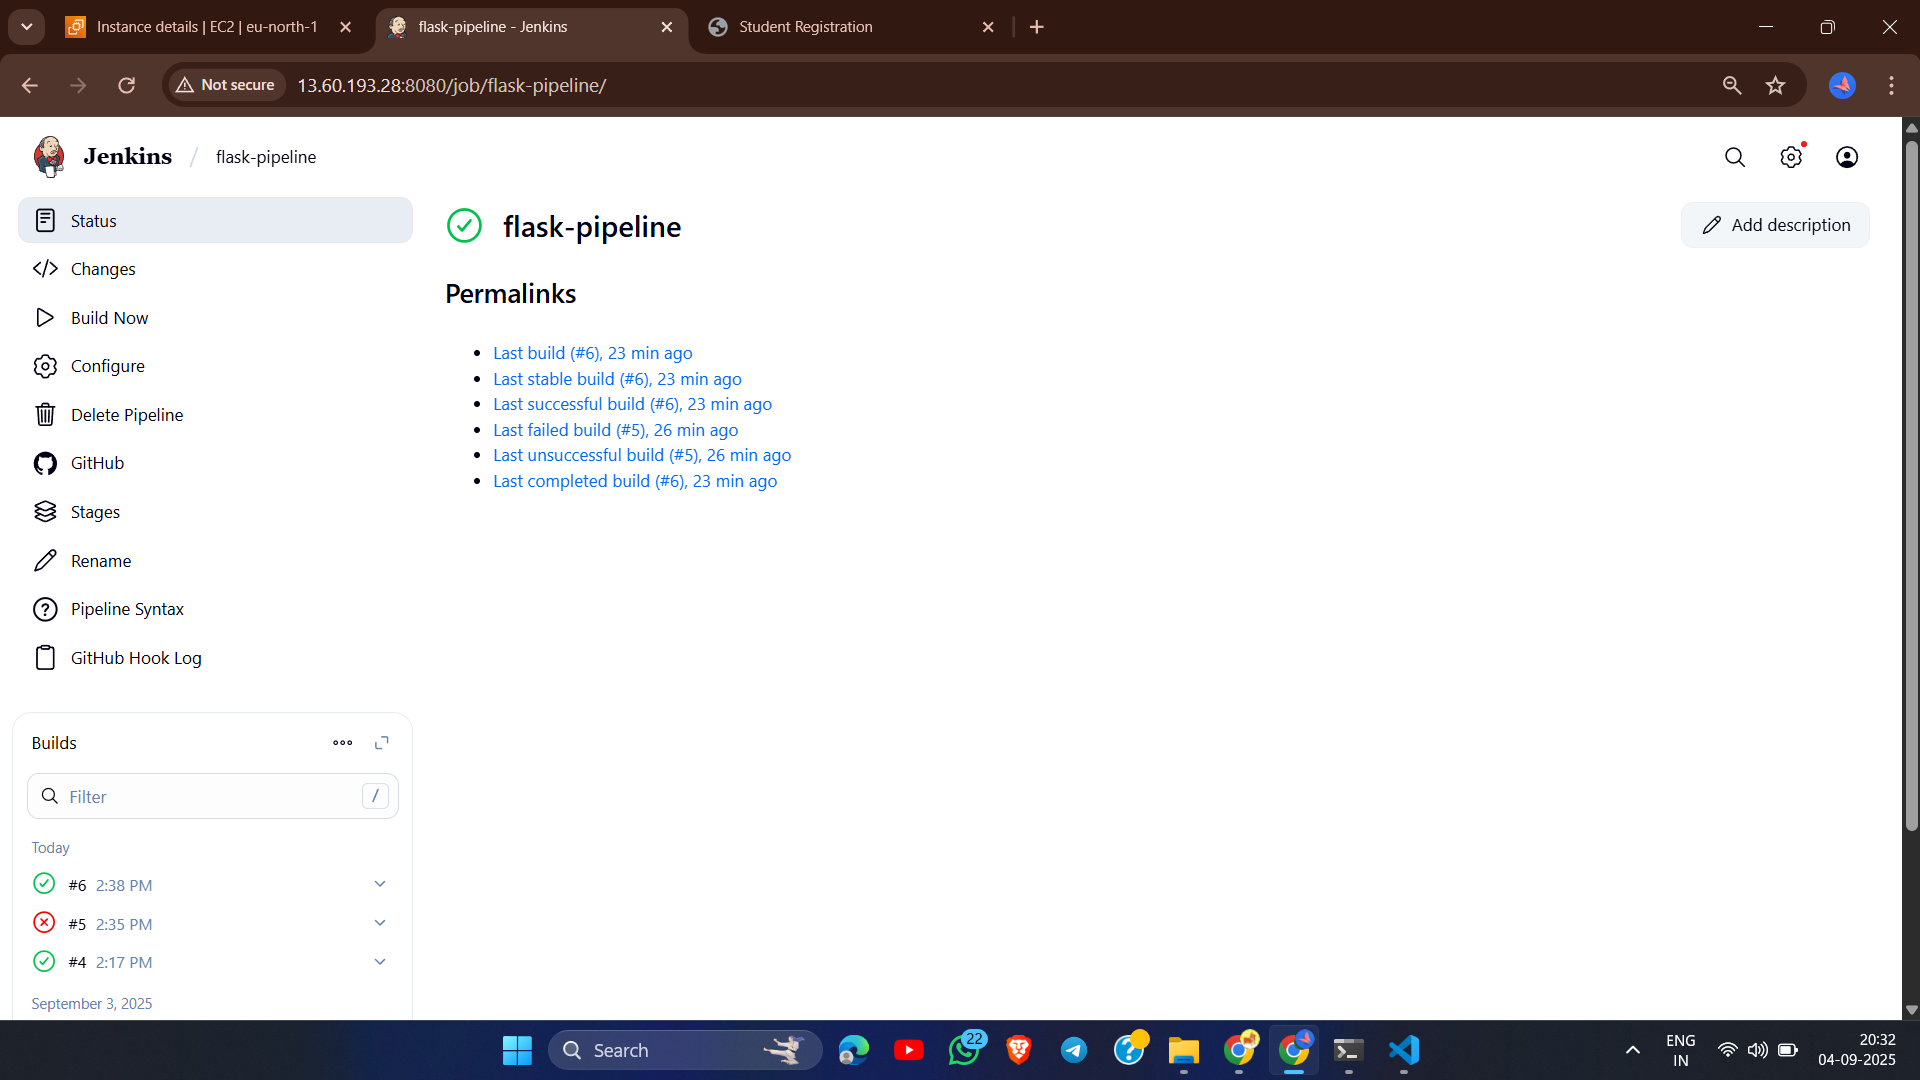 Instance details | EC2 | eu-north-1
flask-pipeline - Jenkins
Student Registration
Not secure
13.60.193.28:8080/job/flask-pipeline/
Jenkins / flask-pipeline
Status
Changes
Build Now
Configure
Delete Pipeline
GitHub
Stages
Rename
Pipeline Syntax
GitHub Hook Log
Builds
Filter
/
Today
#6 2:38 PM
#5 2:35 PM
#4 2:17 PM
September 3, 2025
flask-pipeline
Add description
Permalinks
Last build (#6), 23 min ago
Last stable build (#6), 23 min ago
Last successful build (#6), 23 min ago
Last failed build (#5), 26 min ago
Last unsuccessful build (#5), 26 min ago
Last completed build (#6), 23 min ago
Search
22
ENG
IN
20:32
04-09-2025